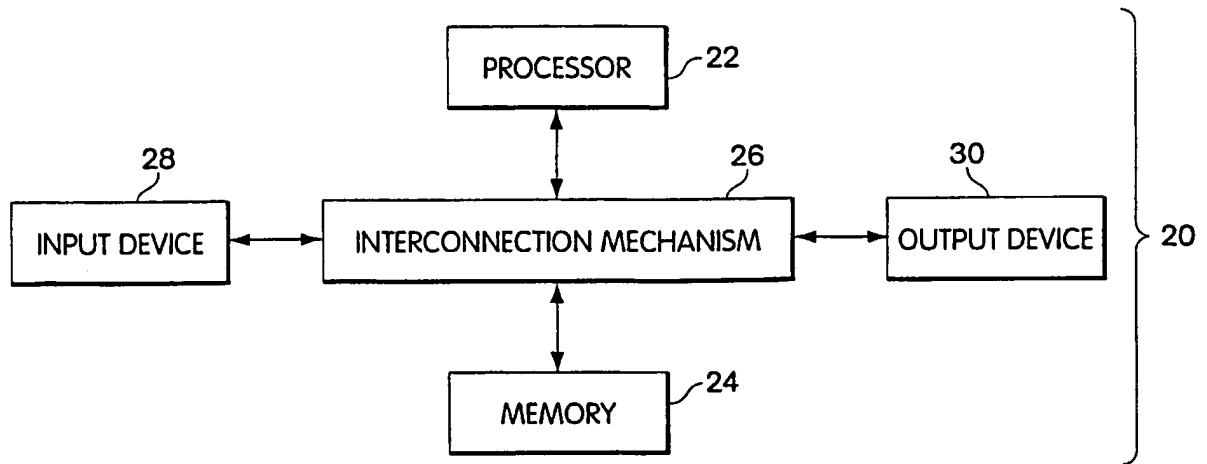 PROCESSOR
22
28
26
30
INPUT DEVICE
INTERCONNECTION MECHANISM
OUTPUT DEVICE
20
MEMORY
24